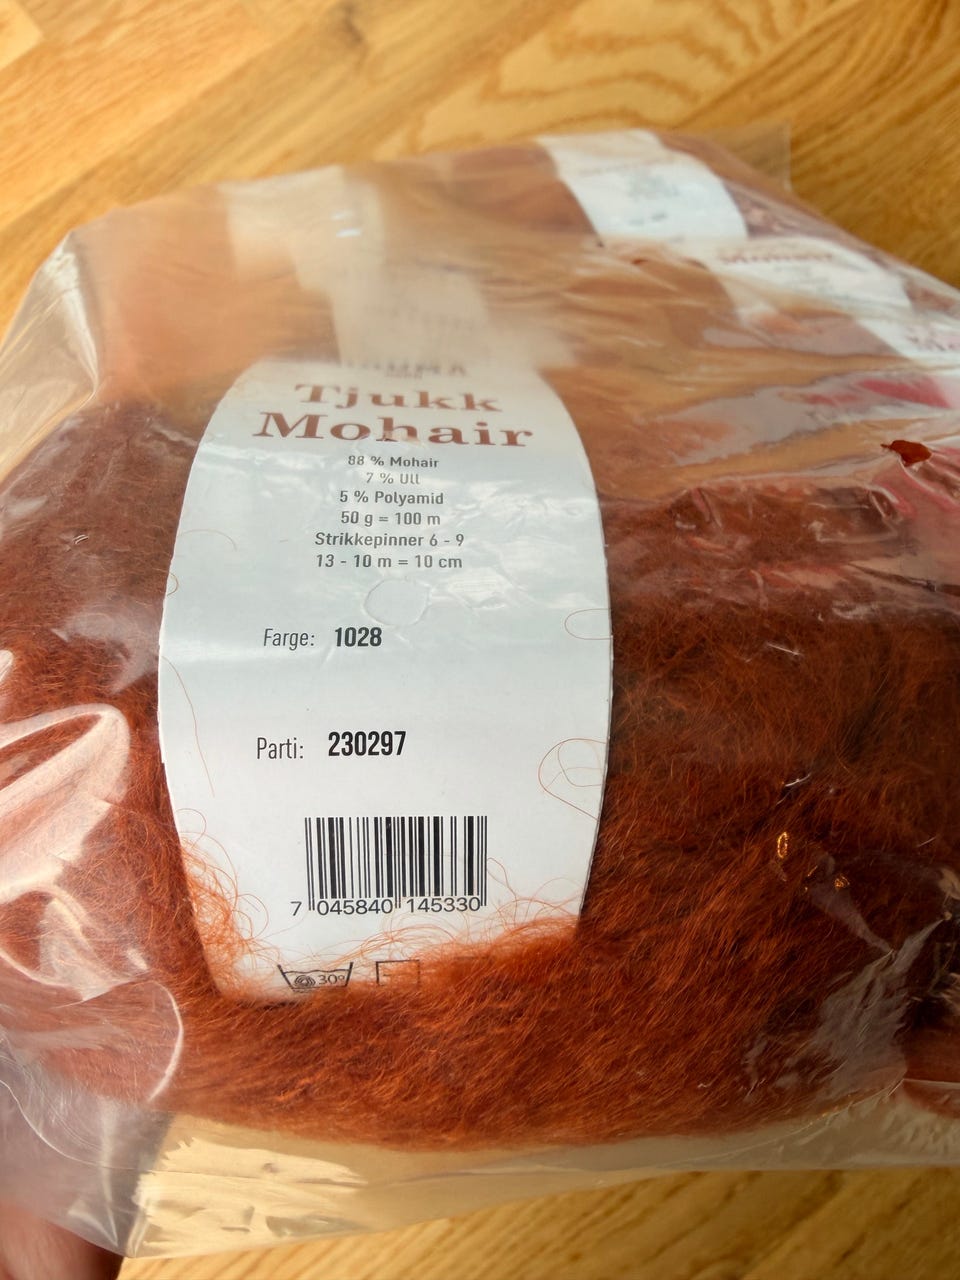 Tjukk
Mohair
88 % Mohair
7 % Ull
5 % Polyamid
50 g = 100 m
Strikkepinner 6 - 9
13 - 10 m = 10 cm
Farge: 1028
Parti: 230297
7 045840 145330
30°